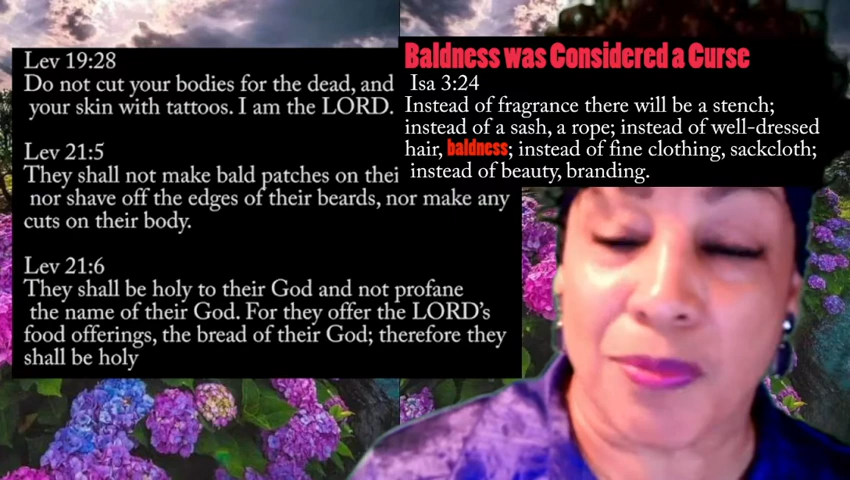 Lev 19:28
Do not cut your bodies for the dead, and
your skin with tattoos. I am the LORD.
Lev 21:5
They shall not make bald patches on thei
nor shave off the edges of their beards, nor make any
cuts on their body.
Lev 21:6
They shall be holy to their God and not profane
the name of their God. For they offer the LORD’s
food offerings, the bread of their God; therefore they
shall be holy
Baldness was Considered a Curse
Isa 3:24
Instead of fragrance there will be a stench;
instead of a sash, a rope; instead of well-dressed
hair, baldness; instead of fine clothing, sackcloth;
instead of beauty, branding.